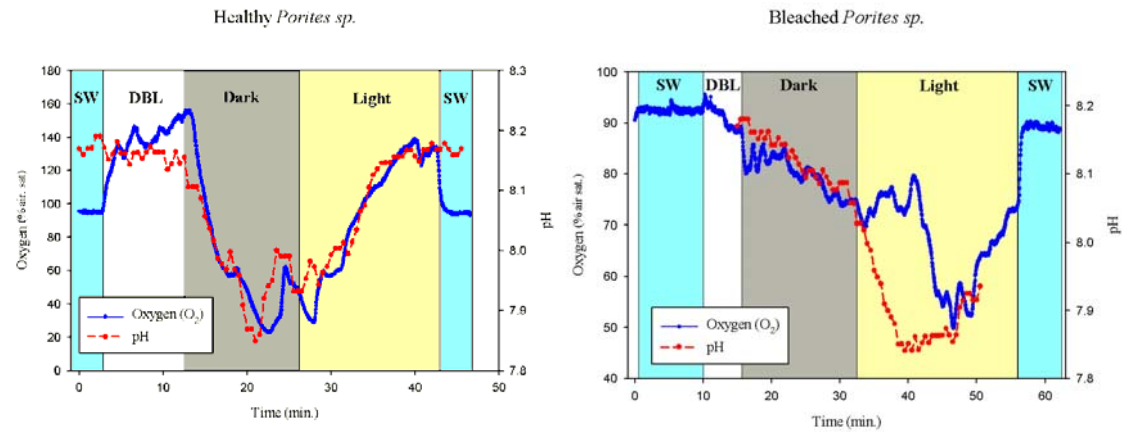 Healthy Porites sp.
SW DBL Dark Light SW
180
160
140
120
100
80
60
40
20
0
Oxygen (% air. sat)
8.3
8.2
8.1
8.0
7.9
7.8
pH
Oxygen (O₂)
pH
0 10 20 30 40 50
Time (min.)
Bleached Porites sp.
SW DBL Dark Light SW
100
90
80
70
60
50
40
Oxygen (% air sat.)
8.2
8.1
8.0
7.9
7.8
pH
Oxygen (O₂)
pH
0 10 20 30 40 50 60
Time (min.)